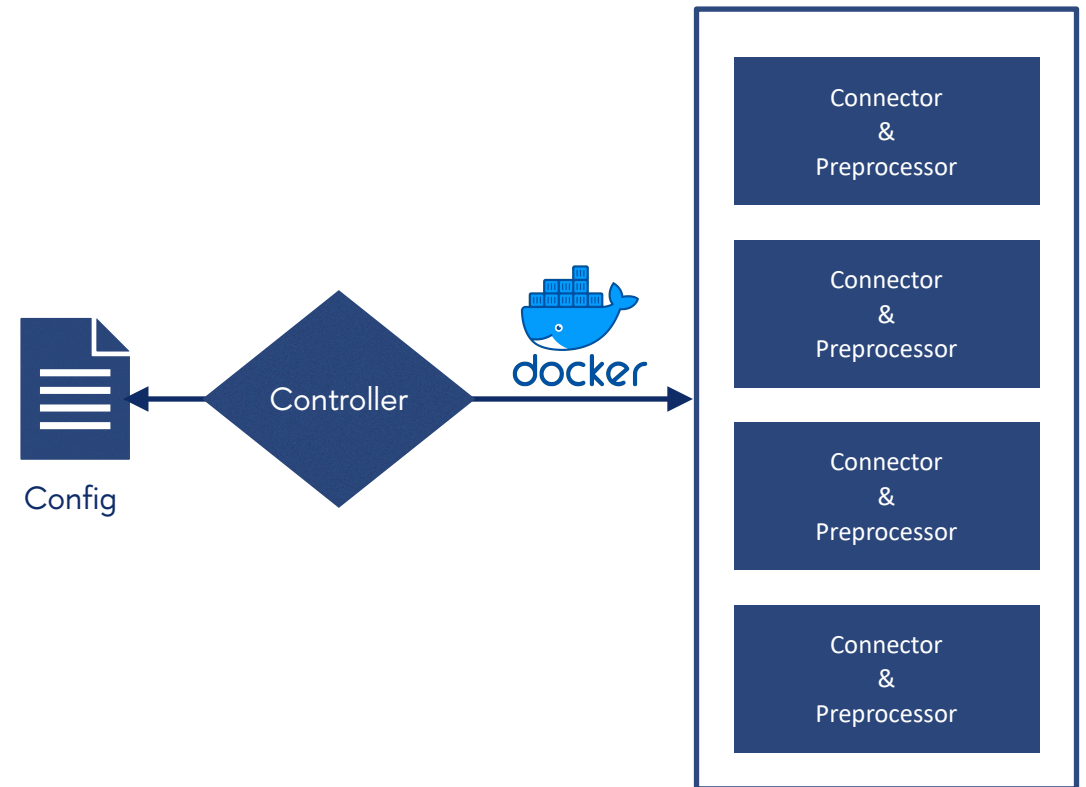 Connector
&
Preprocessor
Connector
&
Preprocessor
docker
Controller
Config
Connector
&
Preprocessor
Connector
&
Preprocessor